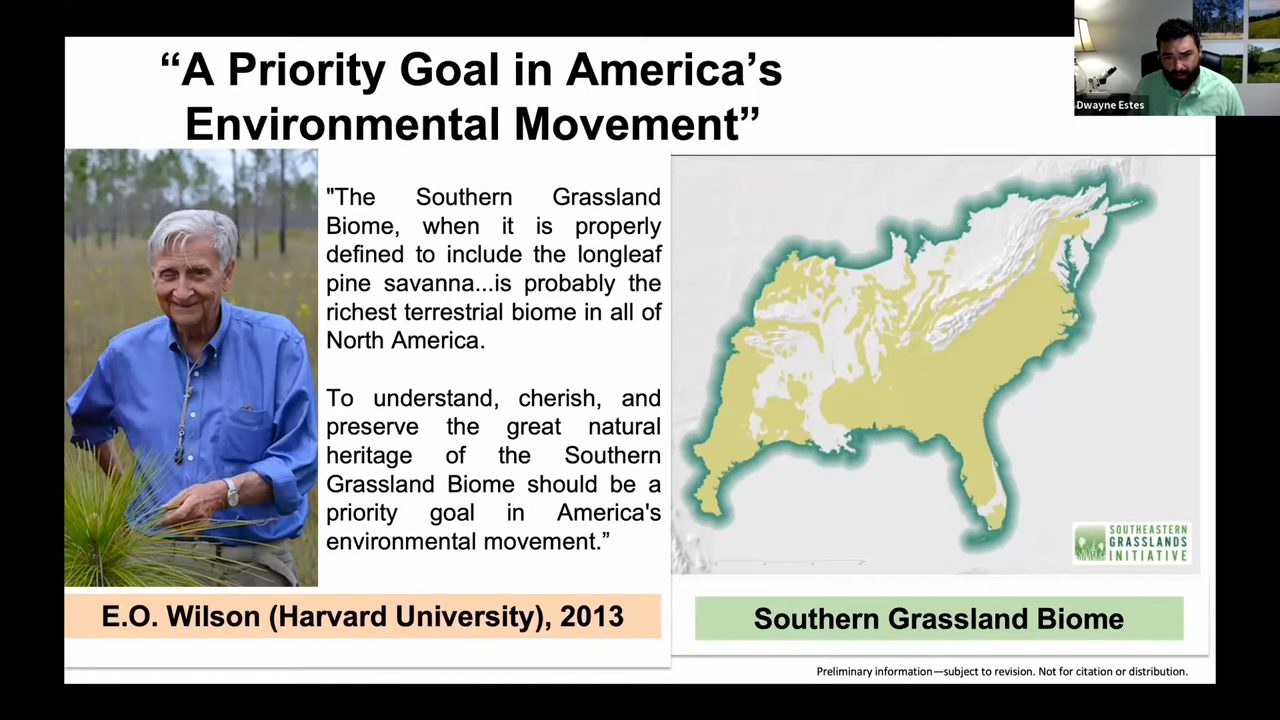 “A Priority Goal in America’s
Environmental Movement”
Dwayne Estes
"The Southern Grassland
Biome, when it is properly
defined to include the longleaf
pine savanna...is probably the
richest terrestrial biome in all of
North America.
To understand, cherish, and
preserve the great natural
heritage of the Southern
Grassland Biome should be a
priority goal in America's
environmental movement.”
SOUTHEASTERN
GRASSLANDS
INITIATIVE
E.O. Wilson (Harvard University), 2013
Southern Grassland Biome
Preliminary information—subject to revision. Not for citation or distribution.